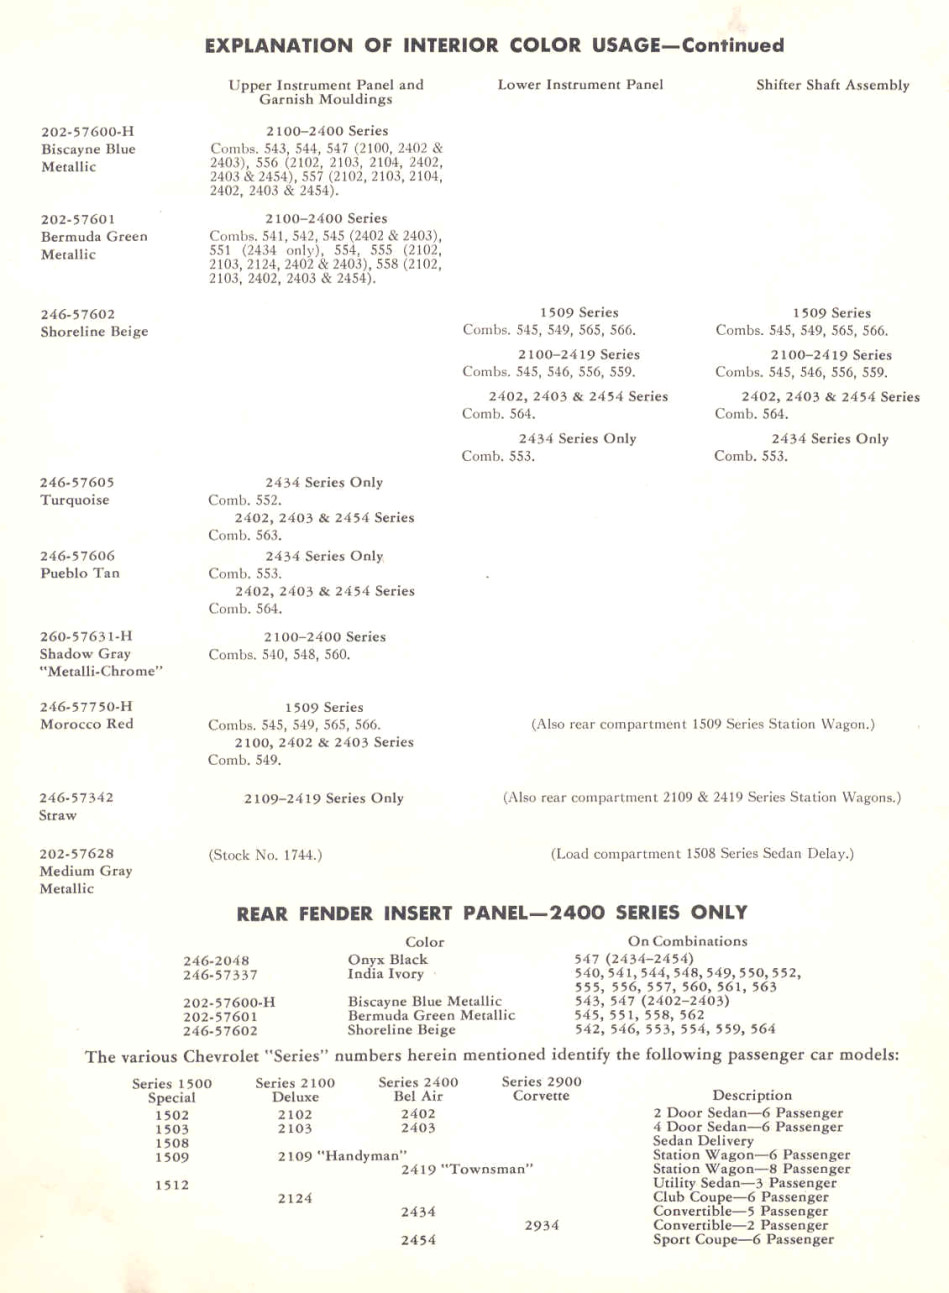 EXPLANATION OF INTERIOR COLOR USAGE—Continued
Upper Instrument Panel and
Garnish Mouldings
Lower Instrument Panel
Shifter Shaft Assembly
202-57600-H
Biscayne Blue
Metallic
2100–2400 Series
Combs. 543, 544, 547 (2100, 2402 &
2403), 556 (2102, 2103, 2104, 2402,
2403 & 2454), 557 (2102, 2103, 2104,
2402, 2403 & 2454).
202-57601
Bermuda Green
Metallic
2100–2400 Series
Combs. 541, 542, 545 (2402 & 2403),
551 (2434 only), 554, 555 (2102,
2103, 2124, 2402 & 2403), 558 (2102,
2103, 2402, 2403 & 2454).
246-57602
Shoreline Beige
1509 Series
Combs. 545, 549, 565, 566.
2100–2419 Series
Combs. 545, 546, 556, 559.
2402, 2403 & 2454 Series
Comb. 564.
2434 Series Only
Comb. 553.
1509 Series
Combs. 545, 549, 565, 566.
2100–2419 Series
Combs. 545, 546, 556, 559.
2402, 2403 & 2454 Series
Comb. 564.
2434 Series Only
Comb. 553.
246-57605
Turquoise
2434 Series Only
Comb. 552.
2402, 2403 & 2454 Series
Comb. 563.
246-57606
Pueblo Tan
2434 Series Only
Comb. 553.
2402, 2403 & 2454 Series
Comb. 564.
260-57631-H
Shadow Gray
"Metalli-Chrome"
2100–2400 Series
Combs. 540, 548, 560.
246-57750-H
Morocco Red
1509 Series
Combs. 545, 549, 565, 566.
2100, 2402 & 2403 Series
Comb. 549.
(Also rear compartment 1509 Series Station Wagon.)
246-57342
Straw
2109–2419 Series Only
(Also rear compartment 2109 & 2419 Series Station Wagons.)
202-57628
Medium Gray
Metallic
(Stock No. 1744.)
(Load compartment 1508 Series Sedan Delay.)
REAR FENDER INSERT PANEL—2400 SERIES ONLY
Color On Combinations
246-2048 Onyx Black 547 (2434–2454)
246-57337 India Ivory 540, 541, 544, 548, 549, 550, 552,
555, 556, 557, 560, 561, 563
202-57600-H Biscayne Blue Metallic 543, 547 (2402–2403)
202-57601 Bermuda Green Metallic 545, 551, 558, 562
246-57602 Shoreline Beige 542, 546, 553, 554, 559, 564
The various Chevrolet "Series" numbers herein mentioned identify the following passenger car models:
Series 1500 Series 2100 Series 2400 Series 2900
Special Deluxe Bel Air Corvette Description
1502 2102 2402 2 Door Sedan—6 Passenger
1503 2103 2403 4 Door Sedan—6 Passenger
1508 Sedan Delivery
1509 2109 "Handyman" Station Wagon—6 Passenger
2419 "Townsman" Station Wagon—8 Passenger
1512 Utility Sedan—3 Passenger
2124 Club Coupe—6 Passenger
2434 Convertible—5 Passenger
2934 Convertible—2 Passenger
2454 Sport Coupe—6 Passenger